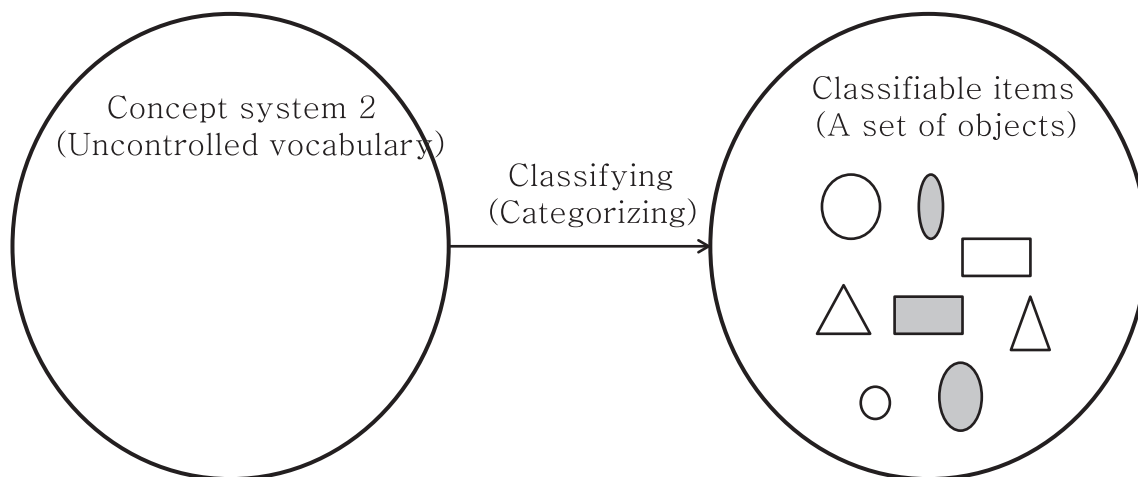 Concept system 2
(Uncontrolled vocabulary)
Classifying
(Categorizing)
Classifiable items
(A set of objects)